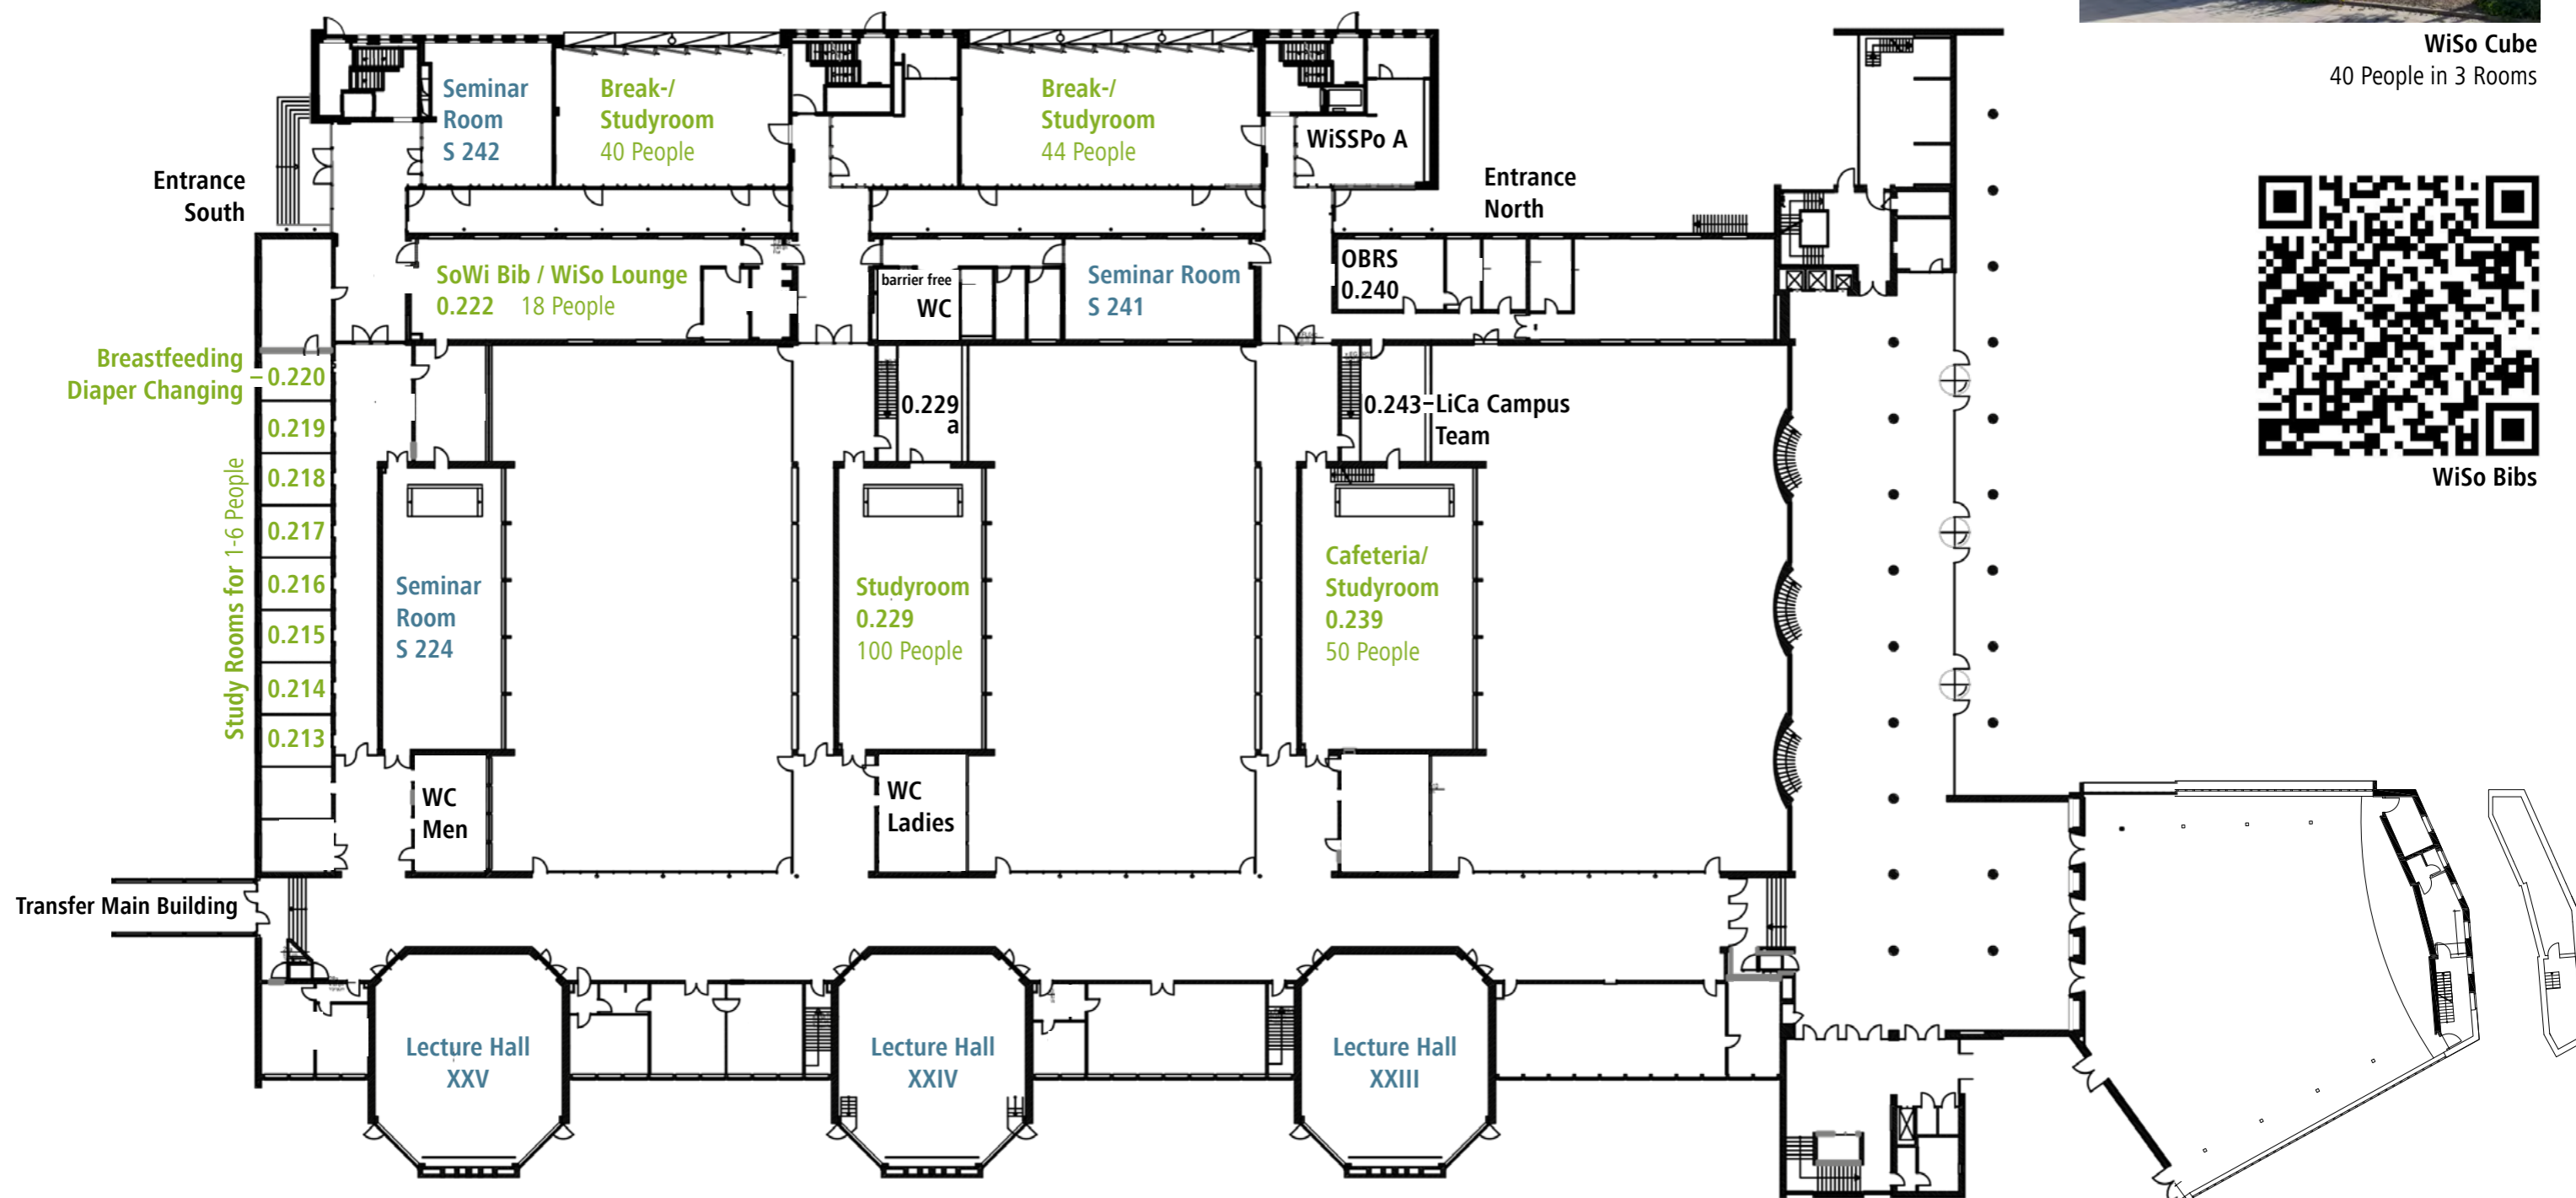 WiSo Cube
40 People in 3 Rooms
WiSo Bibs
Seminar
Room
S 242
Break-/
Studyroom
40 People
Break-/
Studyroom
44 People
WiSSPo A
Entrance
South
Entrance
North
SoWi Bib / WiSo Lounge
0.222 18 People
barrier free
WC
Seminar Room
S 241
OBRS
0.240
Breastfeeding
Diaper Changing
0.220
0.219
0.218
0.217
0.216
0.215
0.214
0.213
Study Rooms for 1-6 People
0.229
a
0.243
LiCa Campus
Team
Seminar
Room
S 224
Studyroom
0.229
100 People
Cafeteria/
Studyroom
0.239
50 People
WC
Men
WC
Ladies
Transfer Main Building
Lecture Hall
XXV
Lecture Hall
XXIV
Lecture Hall
XXIII